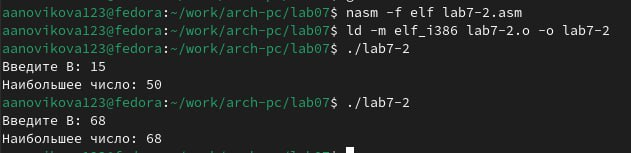 aanovikova123@fedora:~/work/arch-pc/lab07$ nasm -f elf lab7-2.asm
aanovikova123@fedora:~/work/arch-pc/lab07$ ld -m elf_i386 lab7-2.o -o lab7-2
aanovikova123@fedora:~/work/arch-pc/lab07$ ./lab7-2
Введите B: 15
Наибольшее число: 50
aanovikova123@fedora:~/work/arch-pc/lab07$ ./lab7-2
Введите B: 68
Наибольшее число: 68
aanovikova123@fedora:~/work/arch-pc/lab07$